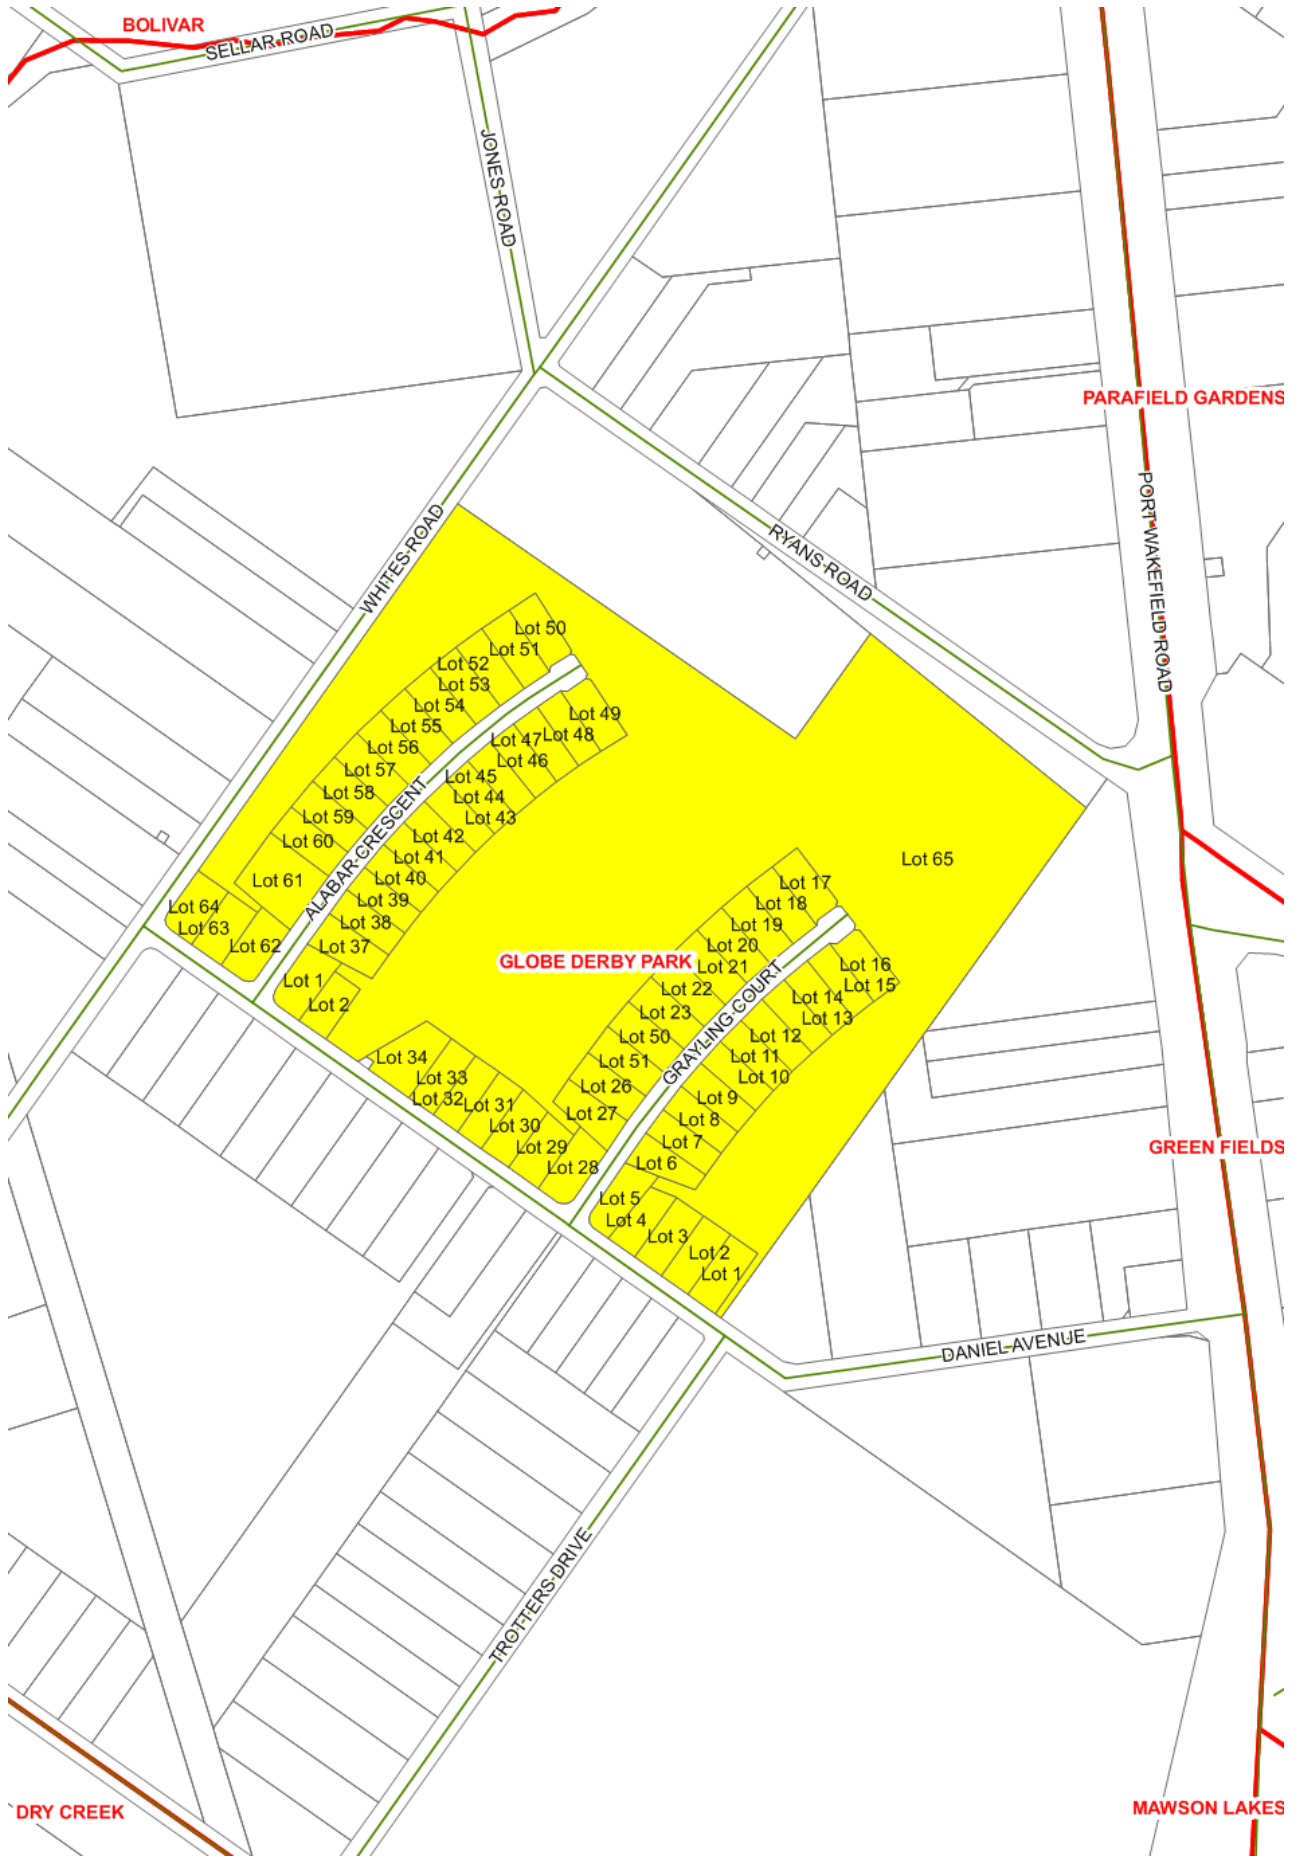 BOLIVAR
SELLAR ROAD
JONES ROAD
PARAFIELD GARDENS
PORT WAKEFIELD ROAD
WHITES ROAD
RYANS ROAD
Lot 50
Lot 51
Lot 52
Lot 53
Lot 54
Lot 55
Lot 56
Lot 57
Lot 58
Lot 59
Lot 60
Lot 61
Lot 49
Lot 48
Lot 47
Lot 46
Lot 45
Lot 44
Lot 43
Lot 42
Lot 41
Lot 40
Lot 39
Lot 38
Lot 37
ALABAR CRESCENT
Lot 64
Lot 63
Lot 62
Lot 1
Lot 2
Lot 65
GLOBE DERBY PARK
Lot 17
Lot 18
Lot 19
Lot 20
Lot 21
Lot 22
Lot 23
Lot 50
Lot 51
Lot 26
Lot 27
GRAYLING COURT
Lot 16
Lot 15
Lot 14
Lot 13
Lot 12
Lot 11
Lot 10
Lot 9
Lot 8
Lot 7
Lot 6
Lot 34
Lot 33
Lot 32
Lot 31
Lot 30
Lot 29
Lot 28
Lot 5
Lot 4
Lot 3
Lot 2
Lot 1
GREEN FIELDS
DANIEL AVENUE
TROTTERS DRIVE
DRY CREEK
MAWSON LAKES